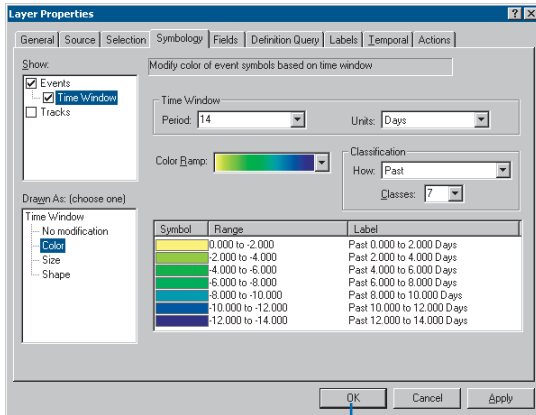 Layer Properties
General Source Selection Symbology Fields Definition Query Labels Temporal Actions
Show:
Events
Time Window
Tracks
Modify color of event symbols based on time window
Time Window
Period: 14
Units: Days
Color Ramp:
Classification
How: Past
Classes: 7
Drawn As: (choose one)
Time Window
No modification
Color
Size
Shape
Symbol Range Label
0.000 to -2.000 Past 0.000 to 2.000 Days
-2.000 to -4.000 Past 2.000 to 4.000 Days
-4.000 to -6.000 Past 4.000 to 6.000 Days
-6.000 to -8.000 Past 6.000 to 8.000 Days
-8.000 to -10.000 Past 8.000 to 10.000 Days
-10.000 to -12.000 Past 10.000 to 12.000 Days
-12.000 to -14.000 Past 12.000 to 14.000 Days
OK Cancel Apply